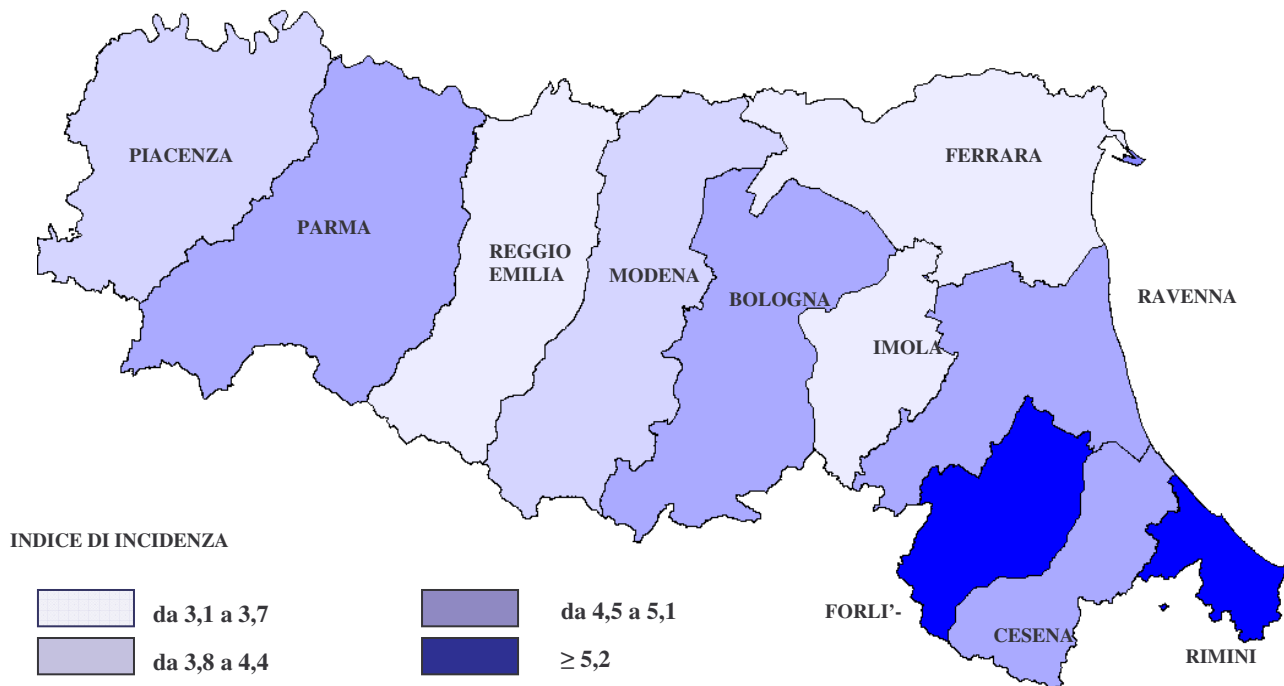 PIACENZA
FERRARA
PARMA
REGGIO
EMILIA
MODENA
BOLOGNA
RAVENNA
IMOLA
INDICE DI INCIDENZA
da 3,1 a 3,7
da 4,5 a 5,1
FORLI’-
CESENA
da 3,8 a 4,4
≥ 5,2
RIMINI